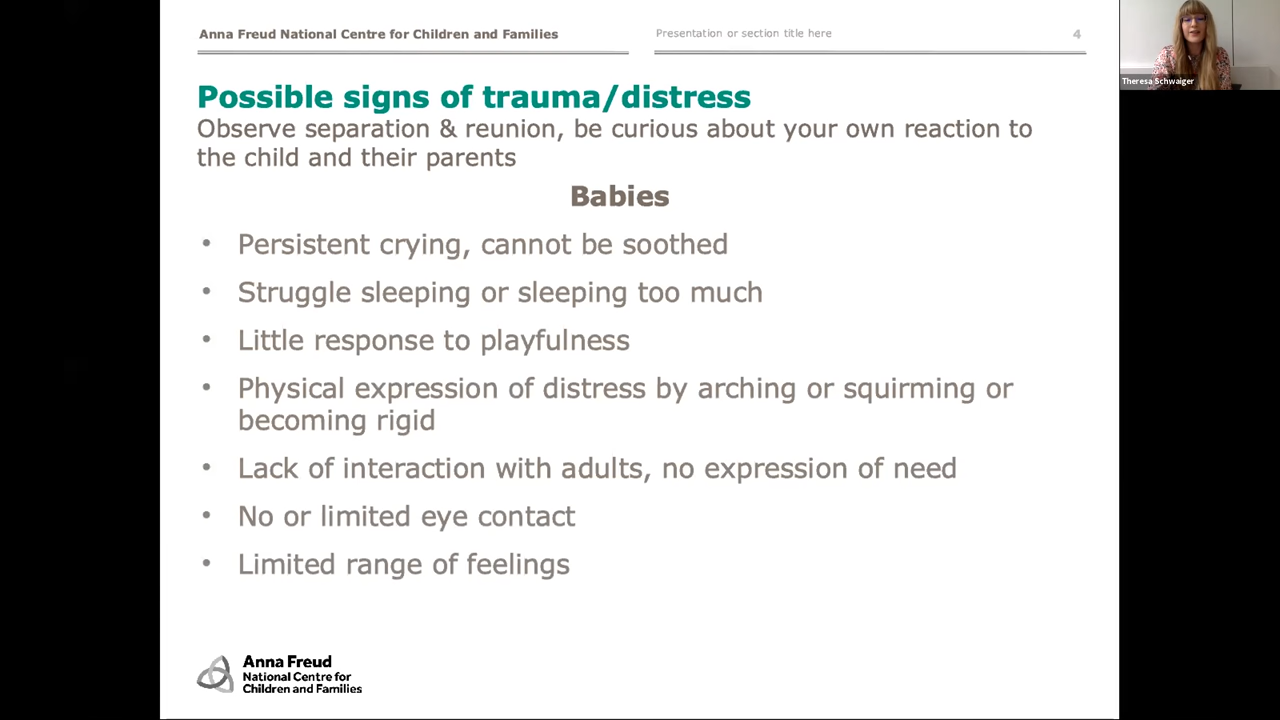 Anna Freud National Centre for Children and Families
Presentation or section title here
4
Theresa Schwaiger
Possible signs of trauma/distress
Observe separation & reunion, be curious about your own reaction to
the child and their parents
Babies
• Persistent crying, cannot be soothed
• Struggle sleeping or sleeping too much
• Little response to playfulness
• Physical expression of distress by arching or squirming or
becoming rigid
• Lack of interaction with adults, no expression of need
• No or limited eye contact
• Limited range of feelings
Anna Freud
National Centre for
Children and Families